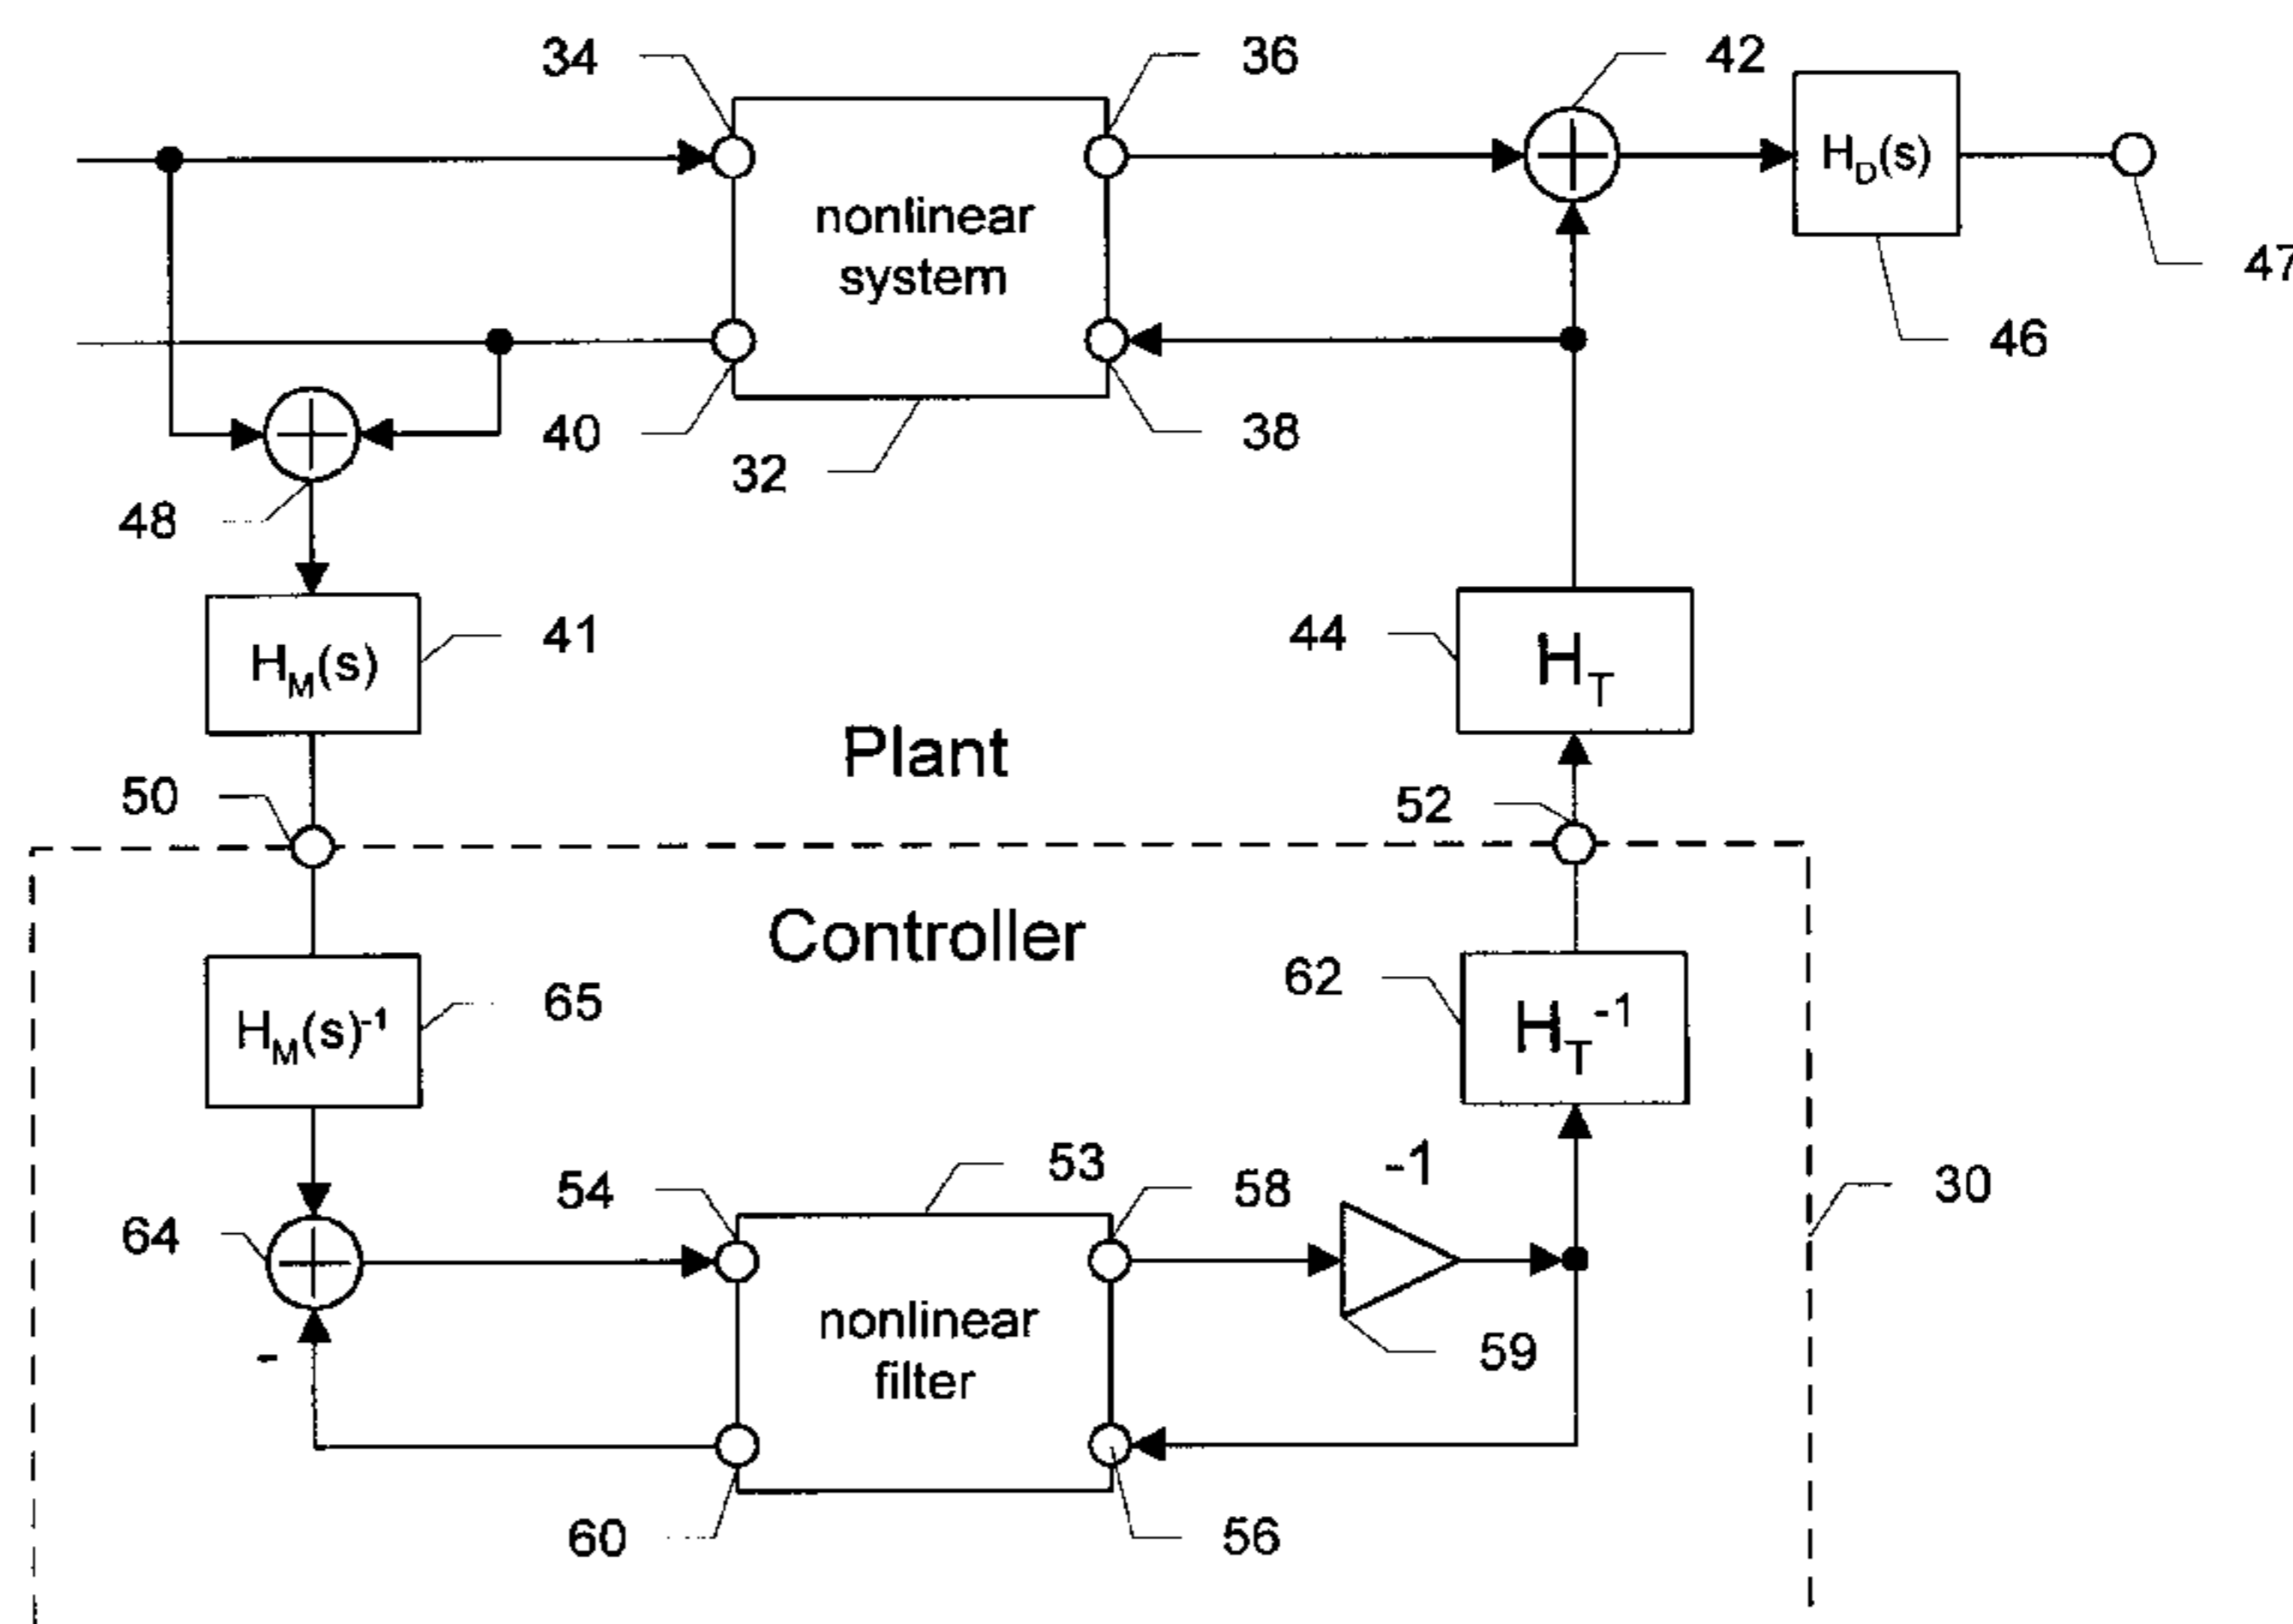 34
36
42
H_D(s)
47
nonlinear
system
46
40
38
32
48
41
H_M(s)
44
H_T
Plant
50
52
Controller
H_M(s)^-1
65
62
H_T^-1
53
54
58
-1
30
64
nonlinear
filter
-
59
60
56